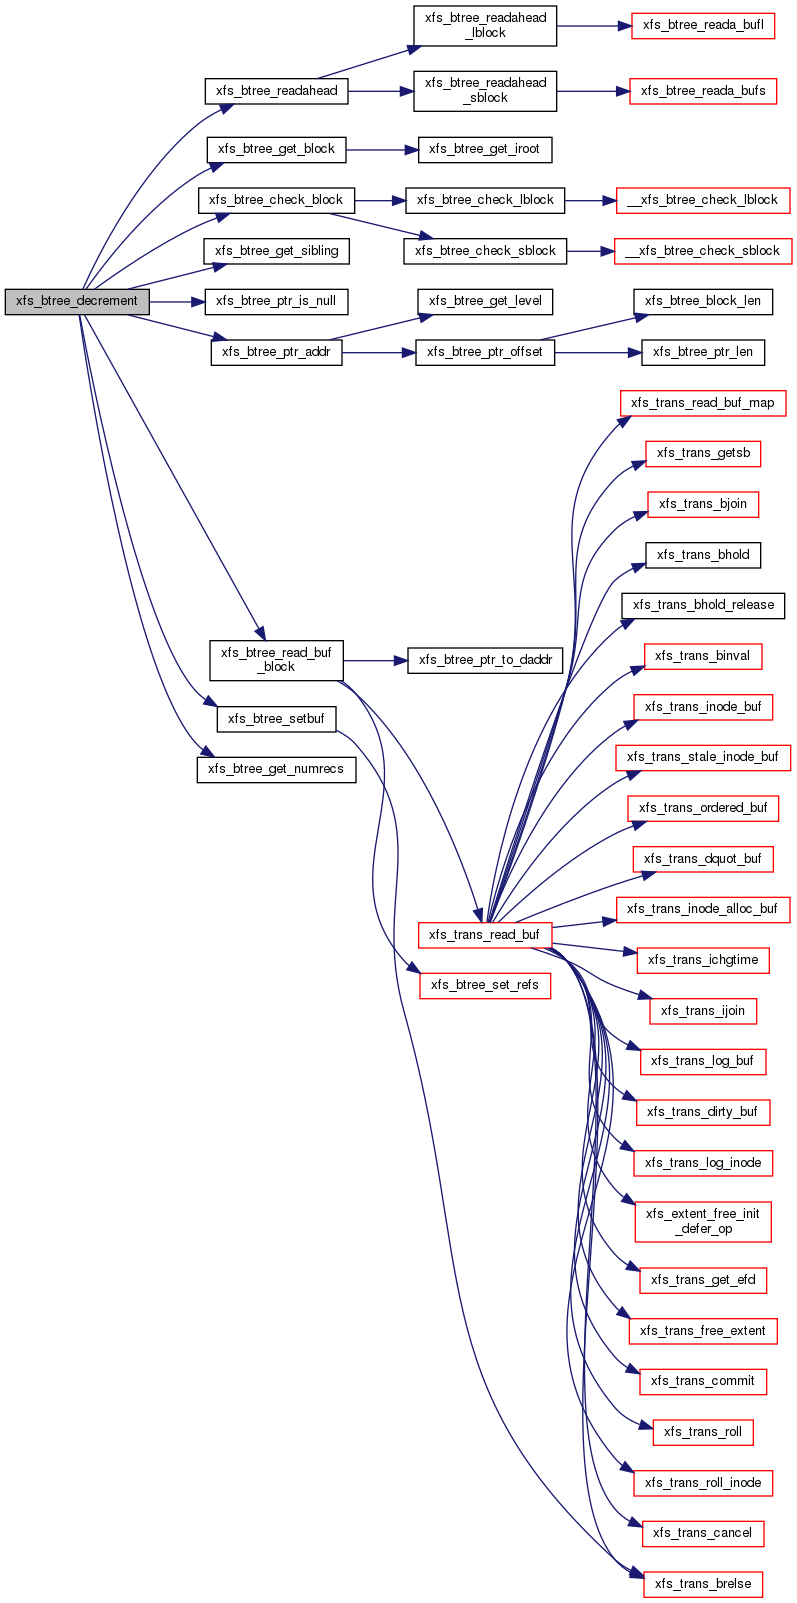 xfs_btree_readahead
_lblock
xfs_btree_reada_bufl
xfs_btree_readahead
xfs_btree_readahead
_sblock
xfs_btree_reada_bufs
xfs_btree_get_block
xfs_btree_get_iroot
xfs_btree_check_block
xfs_btree_check_lblock
__xfs_btree_check_lblock
xfs_btree_get_sibling
xfs_btree_check_sblock
__xfs_btree_check_sblock
xfs_btree_decrement
xfs_btree_ptr_is_null
xfs_btree_get_level
xfs_btree_block_len
xfs_btree_ptr_addr
xfs_btree_ptr_offset
xfs_btree_ptr_len
xfs_trans_read_buf_map
xfs_trans_getsb
xfs_trans_bjoin
xfs_trans_bhold
xfs_trans_bhold_release
xfs_btree_read_buf
_block
xfs_btree_ptr_to_daddr
xfs_trans_binval
xfs_btree_setbuf
xfs_trans_inode_buf
xfs_btree_get_numrecs
xfs_trans_stale_inode_buf
xfs_trans_ordered_buf
xfs_trans_dquot_buf
xfs_trans_inode_alloc_buf
xfs_trans_read_buf
xfs_trans_ichgtime
xfs_btree_set_refs
xfs_trans_ijoin
xfs_trans_log_buf
xfs_trans_dirty_buf
xfs_trans_log_inode
xfs_extent_free_init
_defer_op
xfs_trans_get_efd
xfs_trans_free_extent
xfs_trans_commit
xfs_trans_roll
xfs_trans_roll_inode
xfs_trans_cancel
xfs_trans_brelse